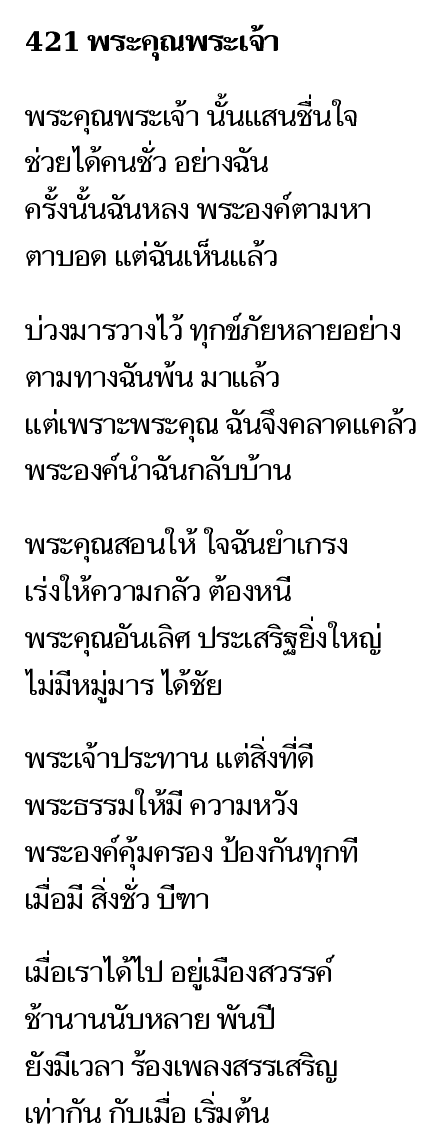 421 พระคุณพระเจ้า
พระคุณพระเจ้า นั้นแสนชื่นใจ
ช่วยได้คนชั่ว อย่างฉัน
ครั้งนั้นฉันหลง พระองค์ตามหา
ตาบอด แต่ฉันเห็นแล้ว
บ่วงมารวางไว้ ทุกข์ภัยหลายอย่าง
ตามทางฉันพ้น มาแล้ว
แต่เพราะพระคุณ ฉันจึงคลาดแคล้ว
พระองค์นำฉันกลับบ้าน
พระคุณสอนให้ ใจฉันยำเกรง
เร่งให้ความกลัว ต้องหนี
พระคุณอันเลิศ ประเสริฐยิ่งใหญ่
ไม่มีหมู่มาร ได้ชัย
พระเจ้าประทาน แต่สิ่งที่ดี
พระธรรมให้มี ความหวัง
พระองค์คุ้มครอง ป้องกันทุกที
เมื่อมี สิ่งชั่ว บีฑา
เมื่อเราได้ไป อยู่เมืองสวรรค์
ช้านานนับหลาย พันปี
ยังมีเวลา ร้องเพลงสรรเสริญ
เท่ากัน กับเมื่อ เริ่มต้น